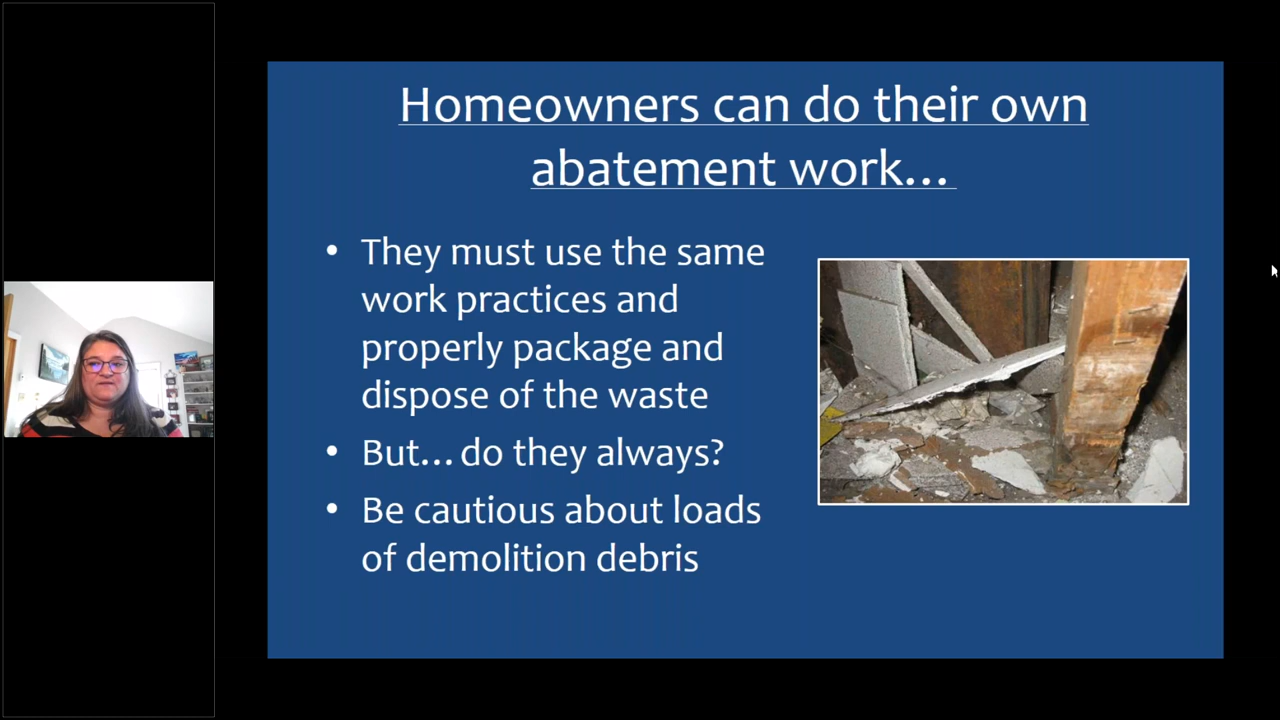 Homeowners can do their own
abatement work...
• They must use the same
work practices and
properly package and
dispose of the waste
• But... do they always?
• Be cautious about loads
of demolition debris